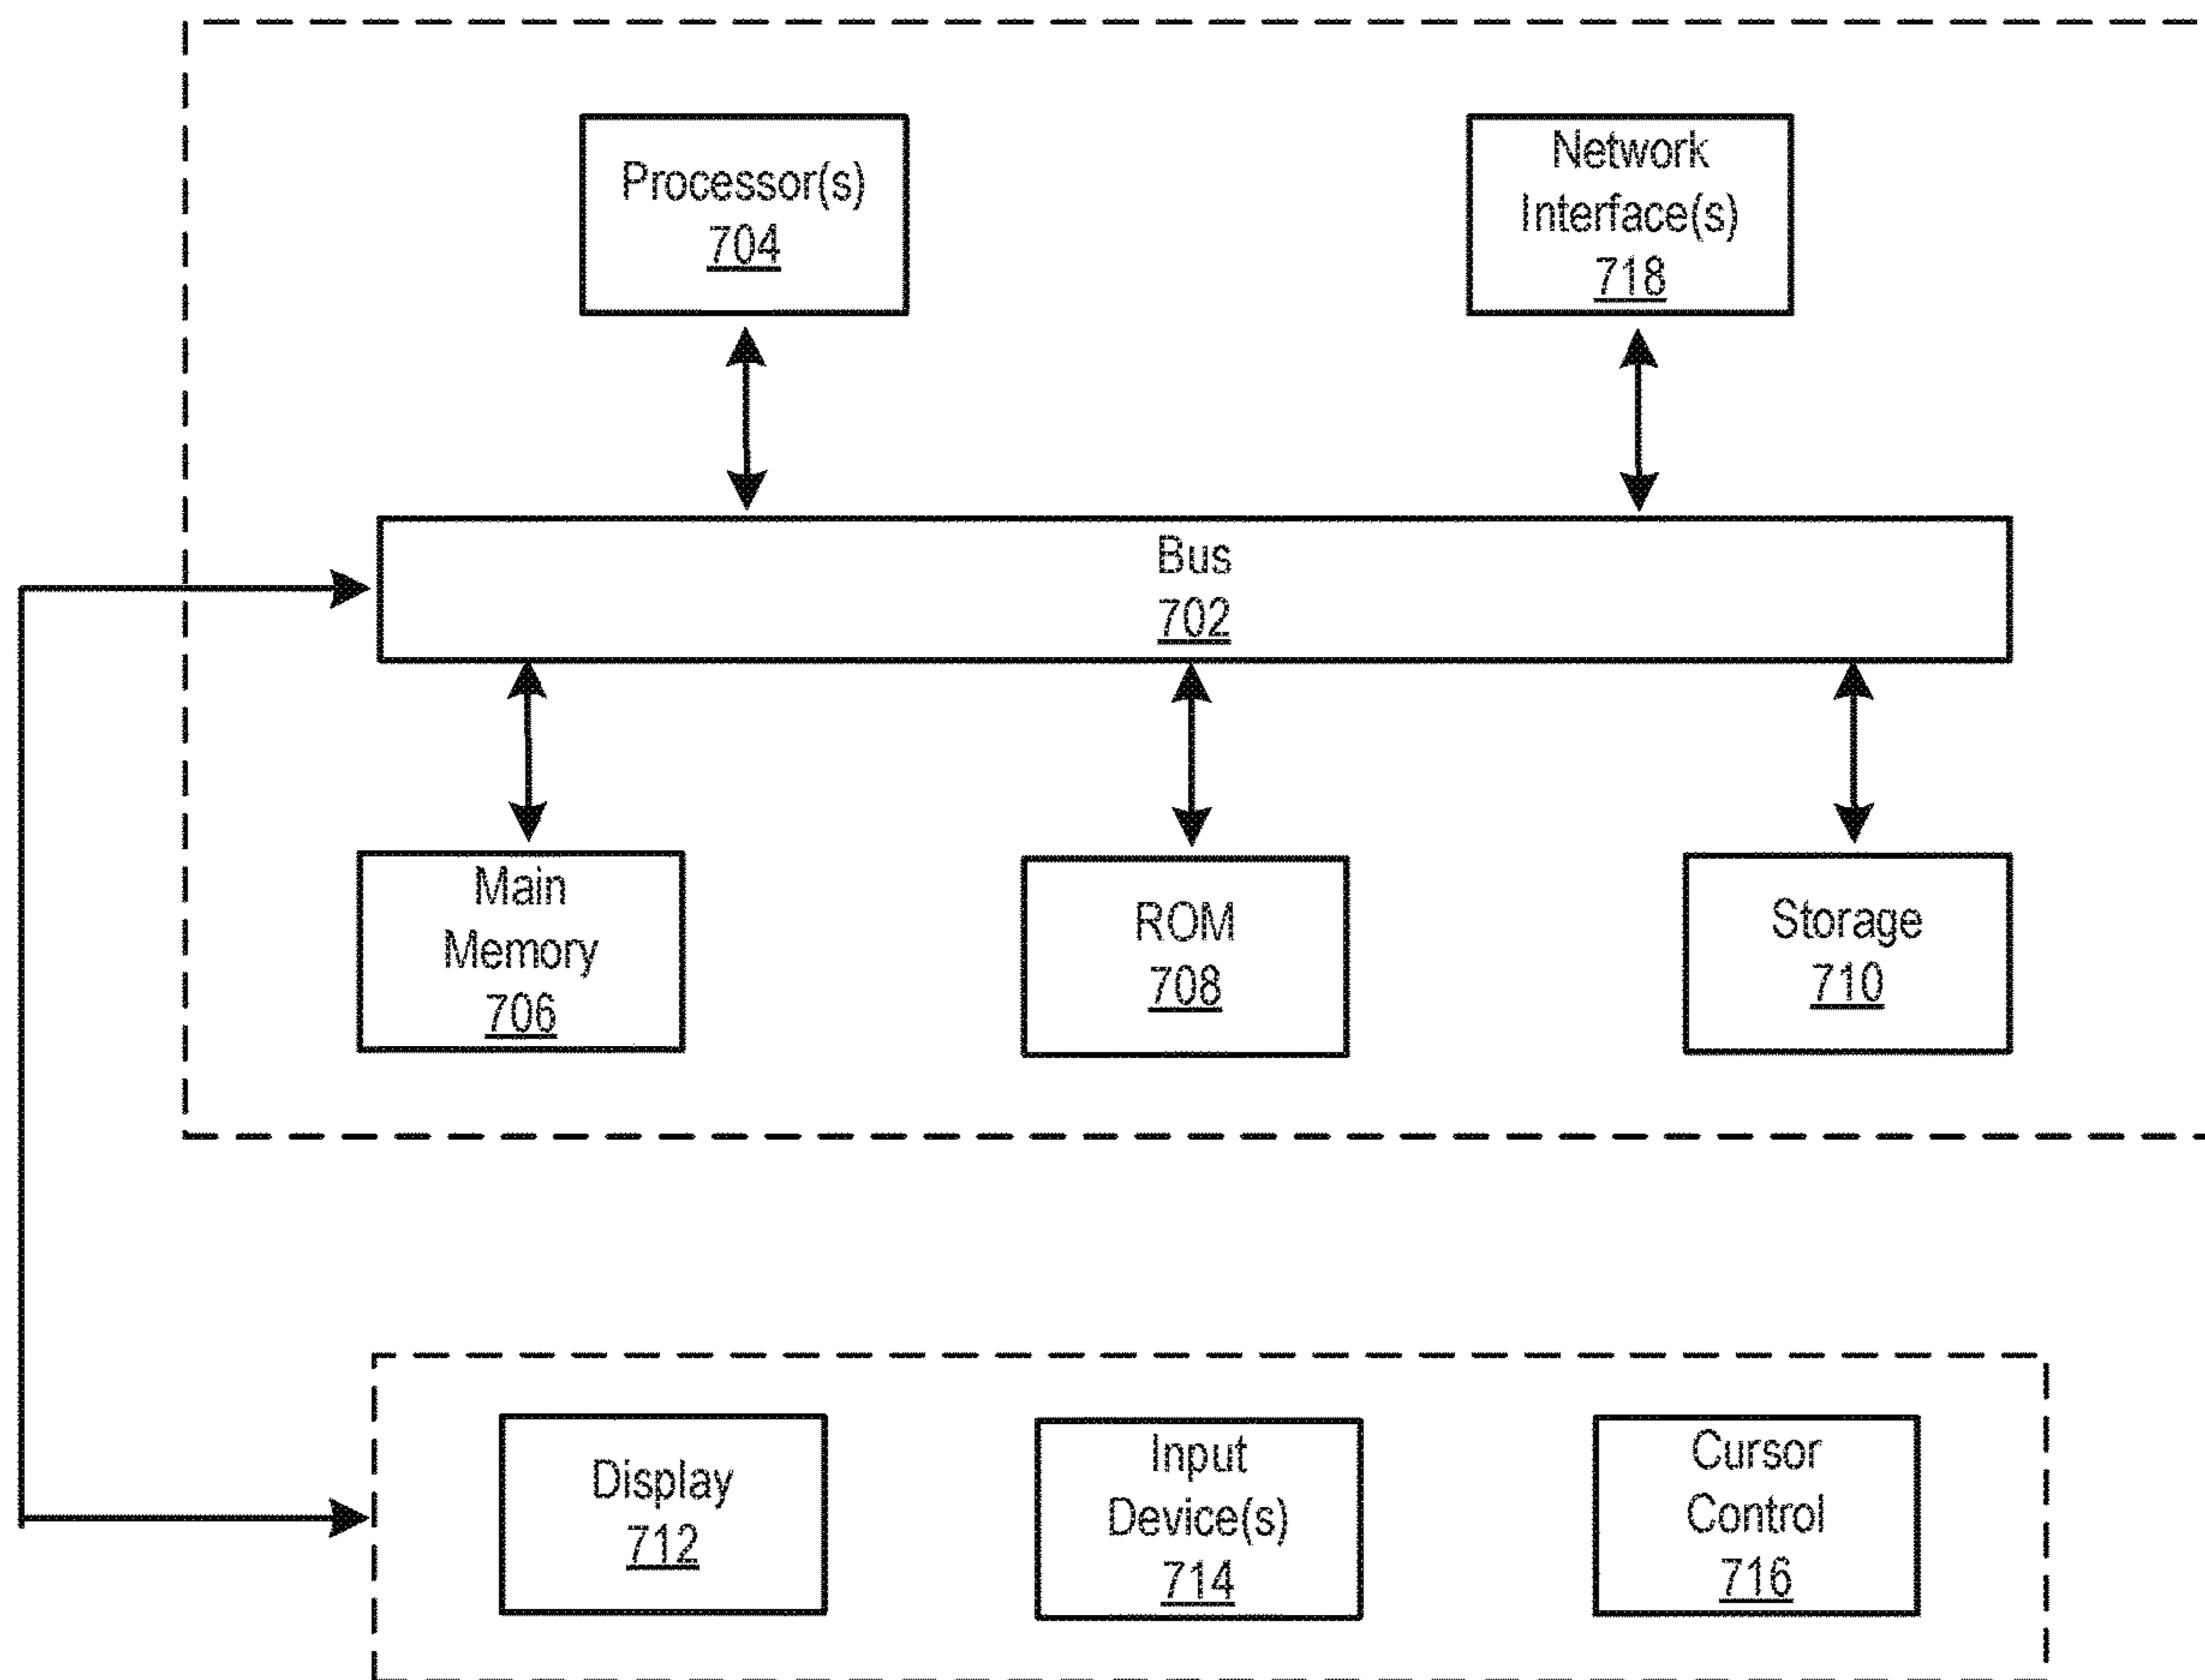 Processor(s)
704
Network
Interface(s)
718
Bus
702
Main
Memory
706
ROM
708
Storage
710
Display
712
Input
Device(s)
714
Cursor
Control
716